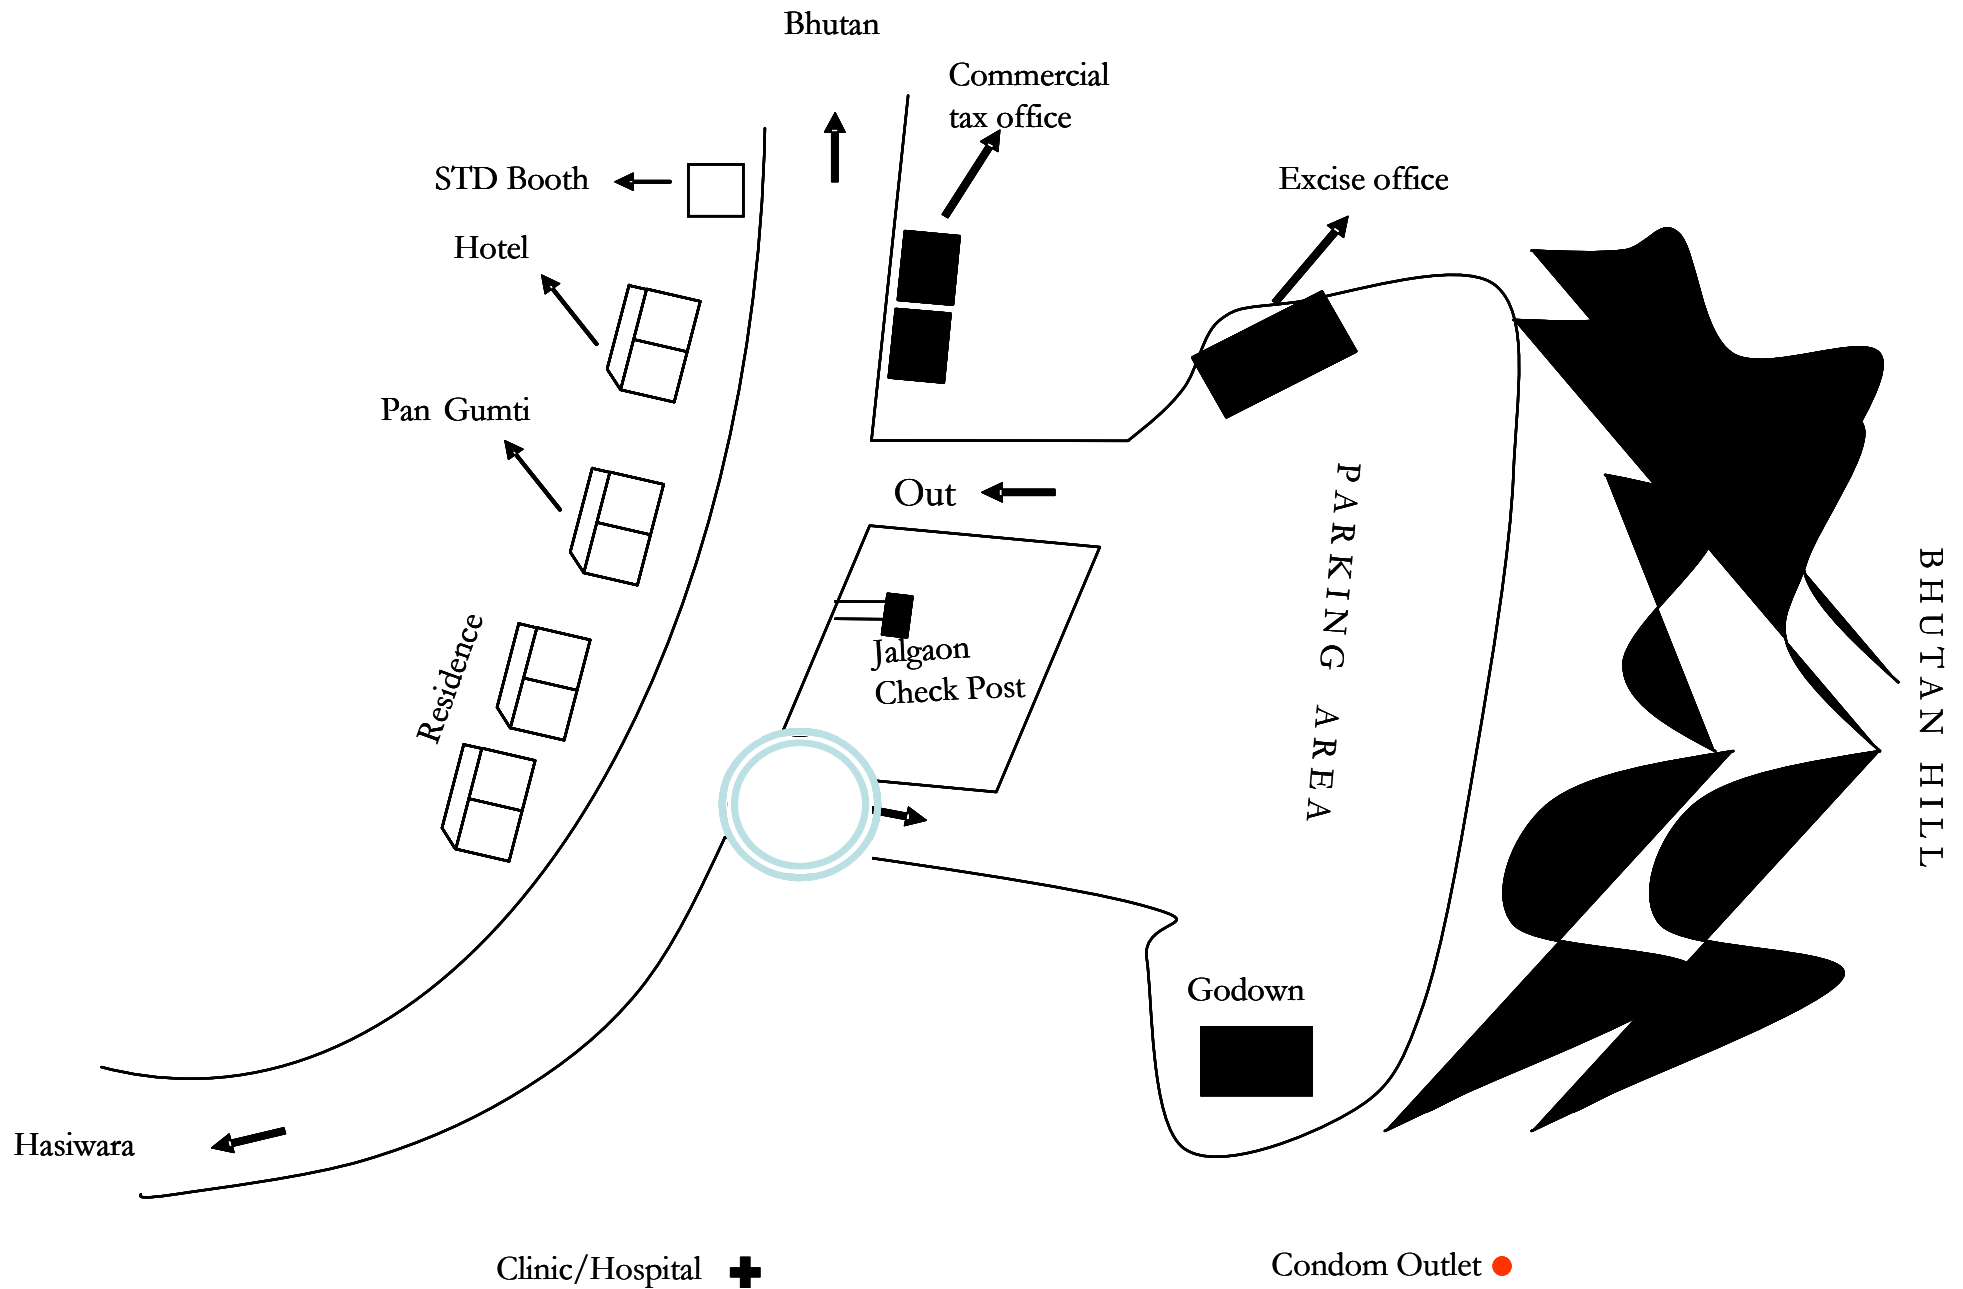 Bhutan
Commercial
tax office
STD Booth
Excise office
Hotel
Pan Gumti
Out
PARKING AREA
BHUTAN HILL
Residence
Jalgaon
Check Post
Godown
Hasiwara
Clinic/Hospital
Condom Outlet